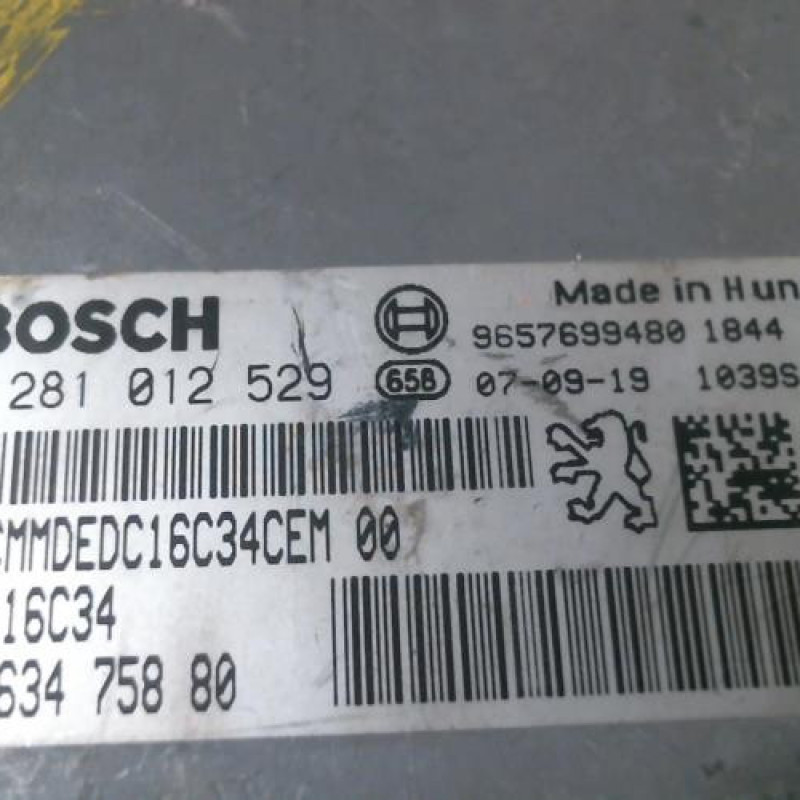 Made in Hun
BOSCH
9657699480 1844
281 012 529
658
07-09-19 1039S
CMMDEDC16C34CEM 00
16C34
634 758 80